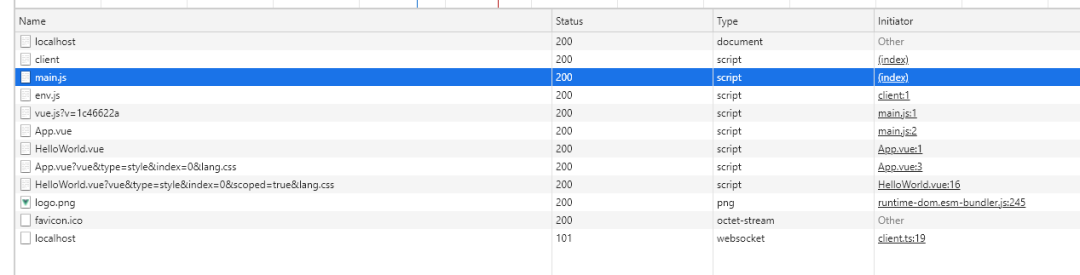 Name Status Type Initiator
localhost 200 document Other
client 200 script (index)
main.js 200 script (index)
env.js 200 script client:1
vue.js?v=1c46622a 200 script main.js:1
App.vue 200 script main.js:2
HelloWorld.vue 200 script App.vue:1
App.vue?vue&type=style&index=0&lang.css 200 script App.vue:3
HelloWorld.vue?vue&type=style&index=0&scoped=true&lang.css 200 script HelloWorld.vue:16
logo.png 200 png runtime-dom.esm-bundler.js:245
favicon.ico 200 octet-stream Other
localhost 101 websocket client.ts:19